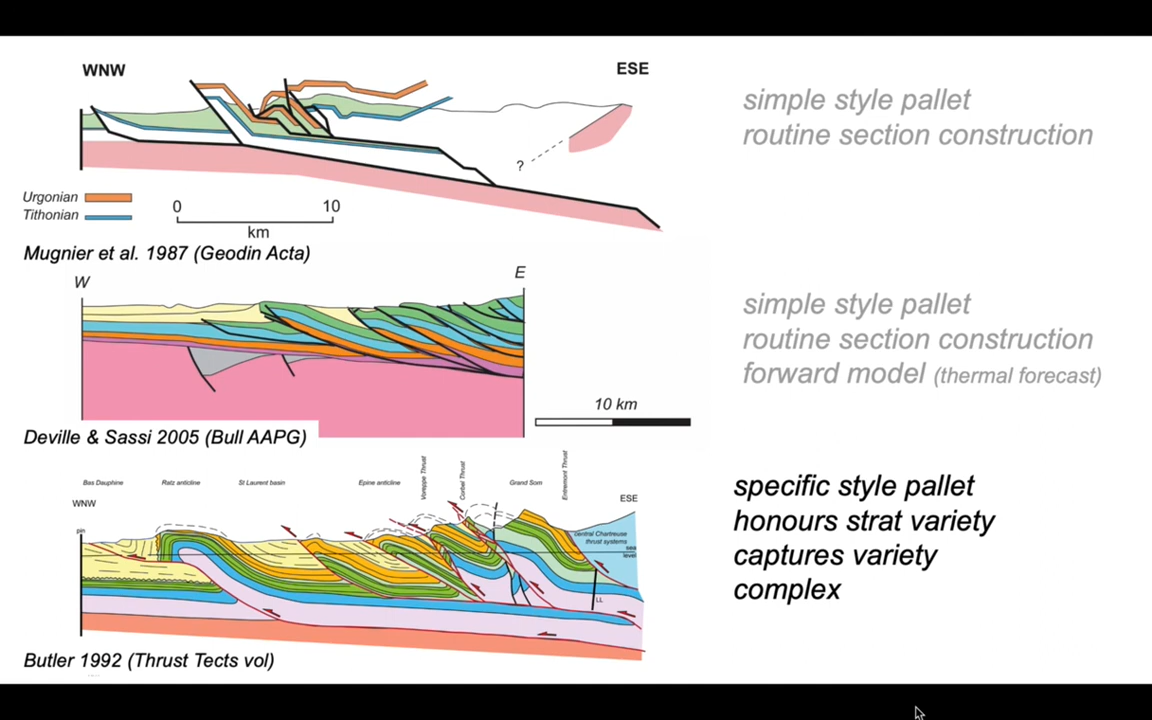 WNW
ESE
simple style pallet
routine section construction
?
Urgonian
Tithonian
0
10
km
Mugnier et al. 1987 (Geodin Acta)
W
E
simple style pallet
routine section construction
forward model (thermal forecast)
10 km
Deville & Sassi 2005 (Bull AAPG)
Bas Dauphine
Ratz anticline
St Laurent basin
Epine anticline
Voreppe Thrust
Corbel Thrust
Grand Som
Entremont Thrust
WNW
ESE
pin
central Chartreuse
thrust systems
sea
level
LL
specific style pallet
honours strat variety
captures variety
complex
Butler 1992 (Thrust Tects vol)